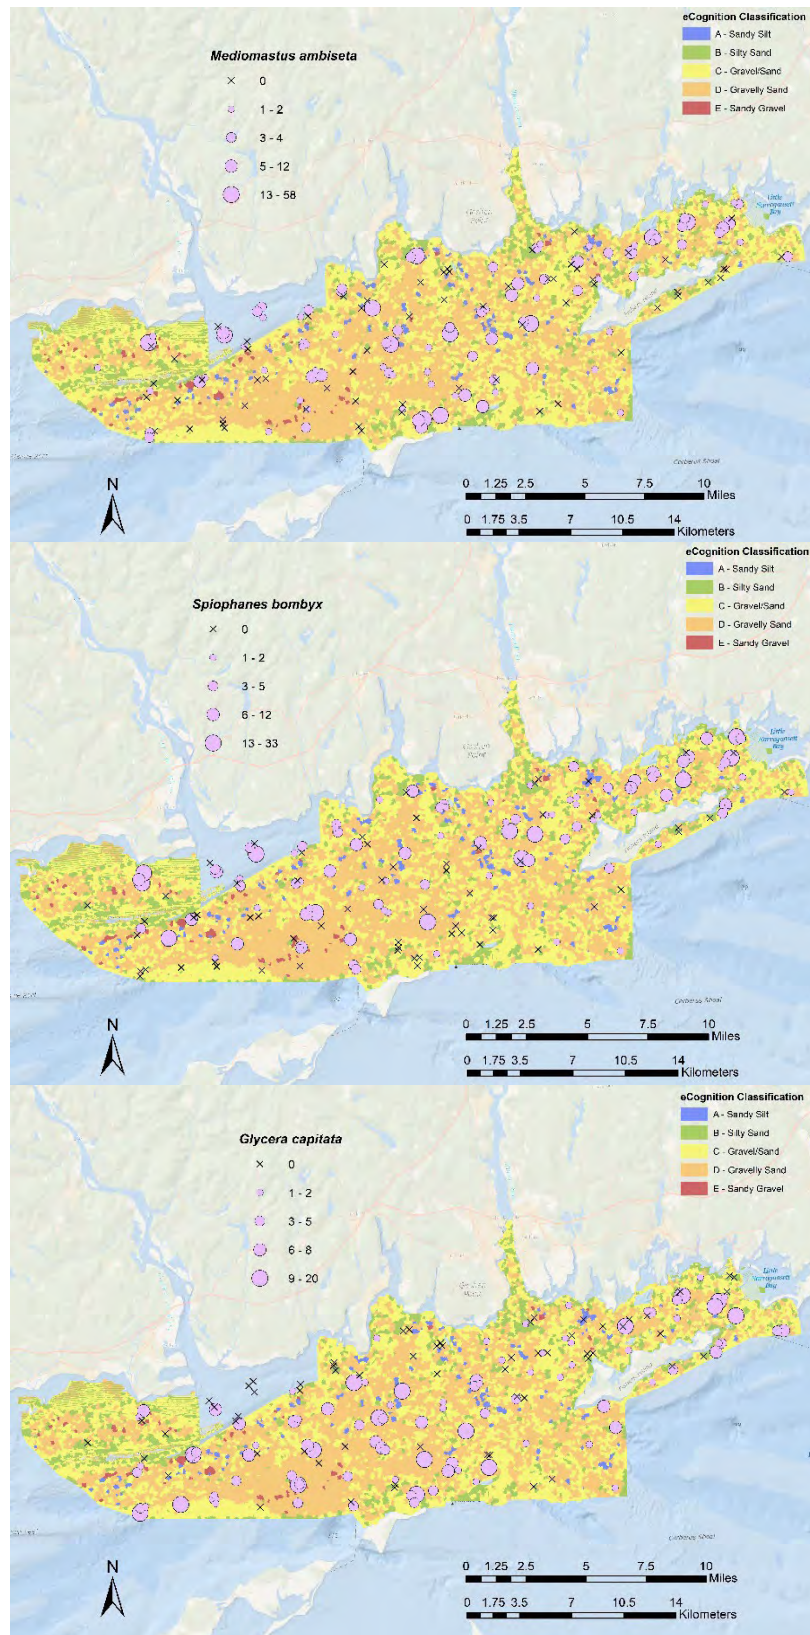 eCognition Classification
A - Sandy Silt
B - Silty Sand
C - Gravel/Sand
D - Gravelly Sand
E - Sandy Gravel
Mediomastus ambiseta
0
1 - 2
3 - 4
5 - 12
13 - 58
Little
Narragansett
Bay
Cerberus Shoal
N
0 1.25 2.5 5 7.5 10
Miles
0 1.75 3.5 7 10.5 14
Kilometers
eCognition Classification
A - Sandy Silt
B - Silty Sand
C - Gravel/Sand
D - Gravelly Sand
E - Sandy Gravel
Spiophanes bombyx
0
1 - 2
3 - 5
6 - 12
13 - 33
Little
Narragansett
Bay
Cerberus Shoal
N
0 1.25 2.5 5 7.5 10
Miles
0 1.75 3.5 7 10.5 14
Kilometers
eCognition Classification
A - Sandy Silt
B - Silty Sand
C - Gravel/Sand
D - Gravelly Sand
E - Sandy Gravel
Glycera capitata
0
1 - 2
3 - 5
6 - 8
9 - 20
Little
Narragansett
Bay
Cerberus Shoal
N
0 1.25 2.5 5 7.5 10
Miles
0 1.75 3.5 7 10.5 14
Kilometers